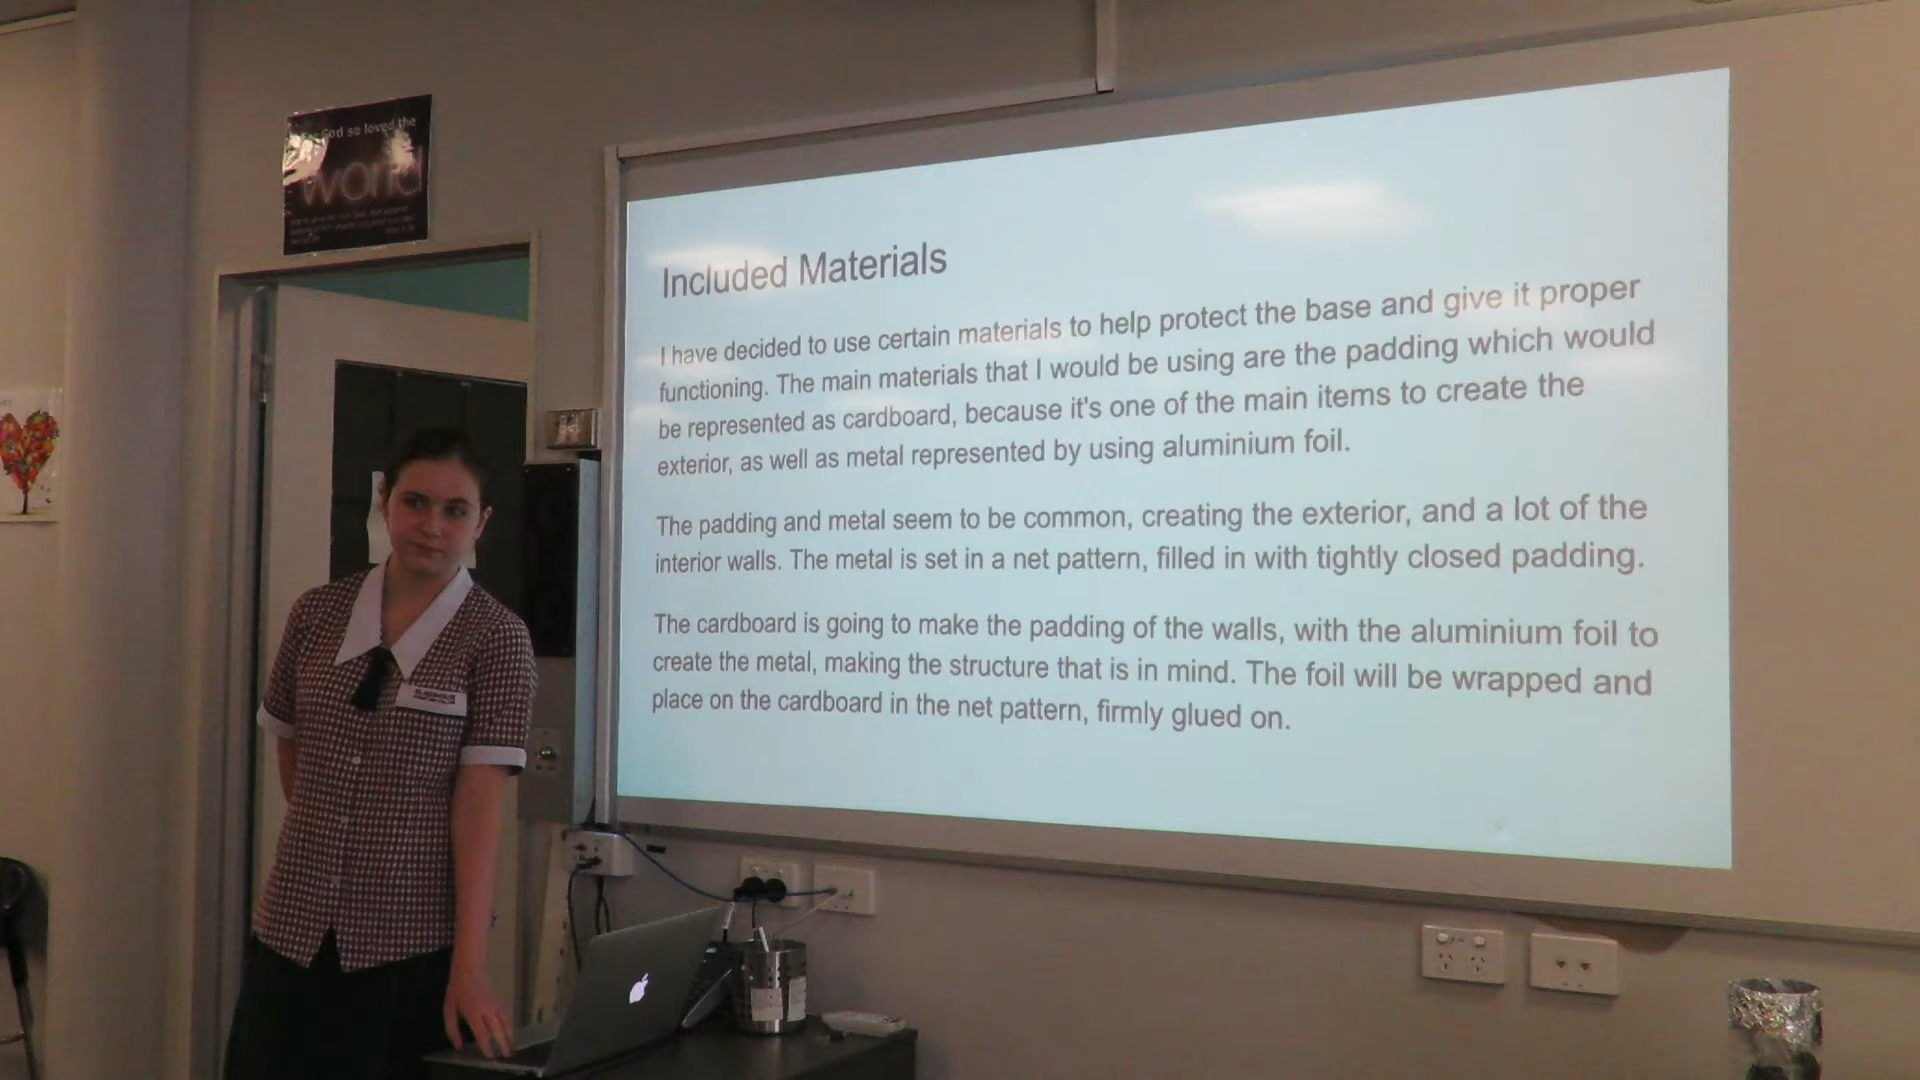 God so loved the
world
Included Materials
I have decided to use certain materials to help protect the base and give it proper
functioning. The main materials that I would be using are the padding which would
be represented as cardboard, because it's one of the main items to create the
exterior, as well as metal represented by using aluminium foil.
The padding and metal seem to be common, creating the exterior, and a lot of the
interior walls. The metal is set in a net pattern, filled in with tightly closed padding.
The cardboard is going to make the padding of the walls, with the aluminium foil to
create the metal, making the structure that is in mind. The foil will be wrapped and
place on the cardboard in the net pattern, firmly glued on.